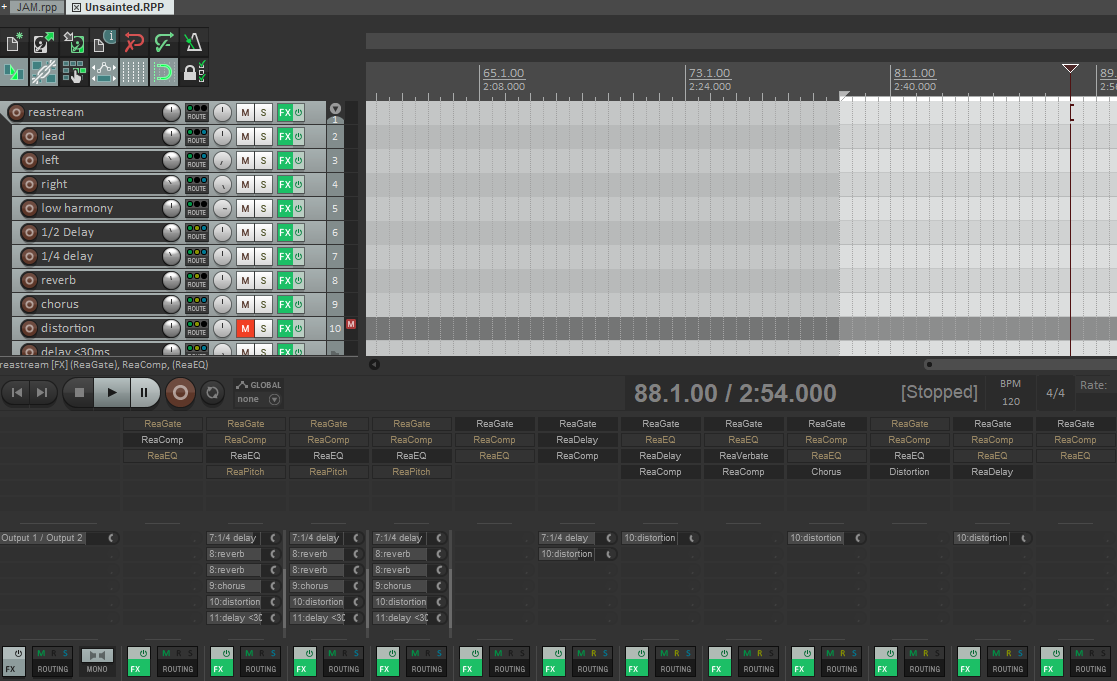 JAM.rpp Unsainted.RPP
65.1.00 73.1.00 81.1.00 89.
2:08.000 2:24.000 2:40.000 2:5
reastream ROUTE M S FX 1
lead ROUTE M S FX 2
left ROUTE M S FX 3
right ROUTE M S FX 4
low harmony ROUTE M S FX 5
1/2 Delay ROUTE M S FX 6
1/4 delay ROUTE M S FX 7
reverb ROUTE M S FX 8
chorus ROUTE M S FX 9
distortion ROUTE M S FX 10 M
delay <30ms M S FX
reastream [FX] (ReaGate), ReaComp, (ReaEQ)
GLOBAL
none
88.1.00 / 2:54.000 [Stopped] BPM 120 4/4 Rate:
ReaGate ReaGate ReaGate ReaGate ReaGate ReaGate ReaGate ReaGate ReaGate ReaGate ReaGate ReaGate
ReaComp ReaComp ReaComp ReaComp ReaComp ReaDelay ReaEQ ReaEQ ReaComp ReaComp ReaComp ReaComp
ReaEQ ReaEQ ReaEQ ReaEQ ReaEQ ReaComp ReaDelay ReaVerbate ReaEQ ReaEQ ReaEQ ReaEQ
ReaPitch ReaPitch ReaPitch ReaComp ReaComp Chorus Distortion ReaDelay
Output 1 / Output 2 7:1/4 delay 7:1/4 delay 7:1/4 delay 7:1/4 delay 10:distortion 10:distortion 10:distortion
8:reverb 8:reverb 8:reverb 10:distortion
8:reverb 8:reverb 8:reverb
9:chorus 9:chorus 9:chorus
10:distortion 10:distortion 10:distortion
11:delay <30 11:delay <30 11:delay <30
M R S M R S M R S M R S M R S M R S M R S M R S M R S M R S M R S M R S M R S
FX ROUTING MONO FX ROUTING FX ROUTING FX ROUTING FX ROUTING FX ROUTING FX ROUTING FX ROUTING FX ROUTING FX ROUTING FX ROUTING FX ROUTING FX ROUTING